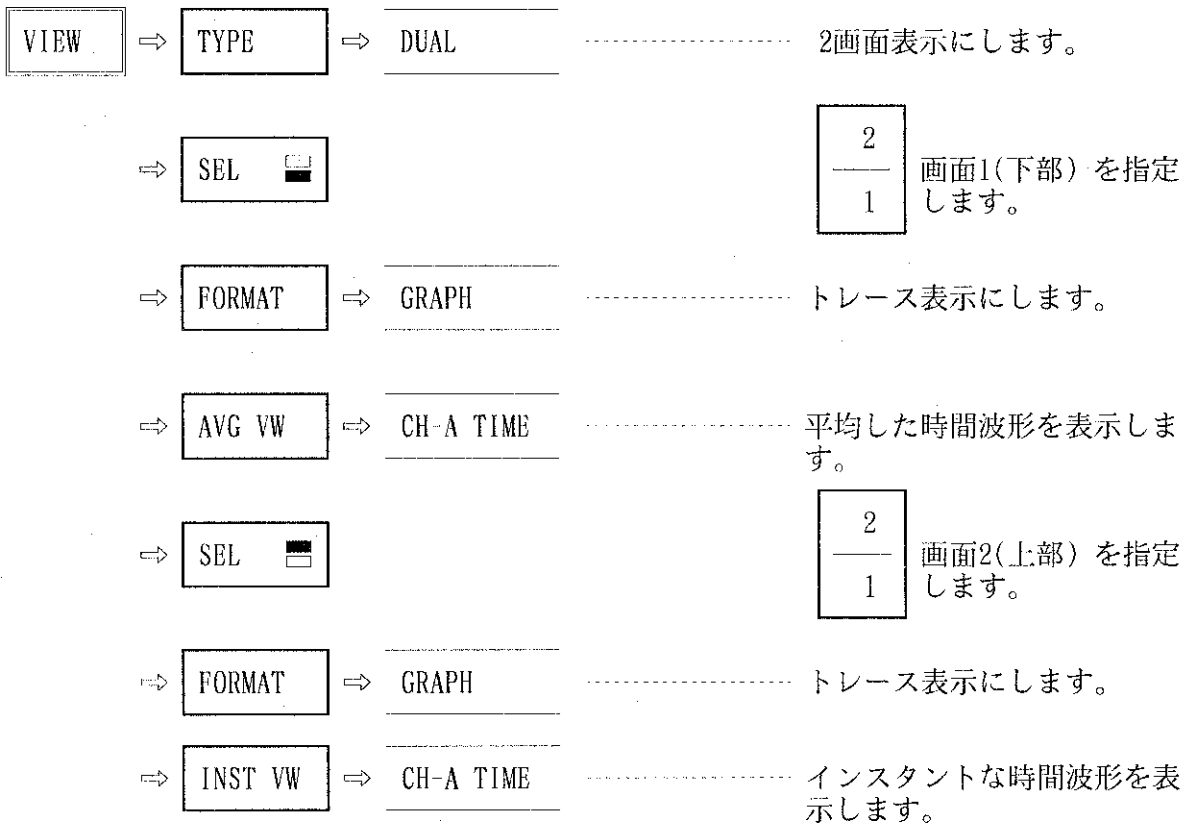 VIEW ⇨ TYPE ⇨ DUAL 2画面表示にします。
⇨ SEL
2
1
画面1(下部) を指定
します。
⇨ FORMAT ⇨ GRAPH トレース表示にします。
⇨ AVG VW ⇨ CH-A TIME 平均した時間波形を表示しま
す。
⇨ SEL
2
1
画面2(上部) を指定
します。
⇨ FORMAT ⇨ GRAPH トレース表示にします。
⇨ INST VW ⇨ CH-A TIME インスタントな時間波形を表
示します。